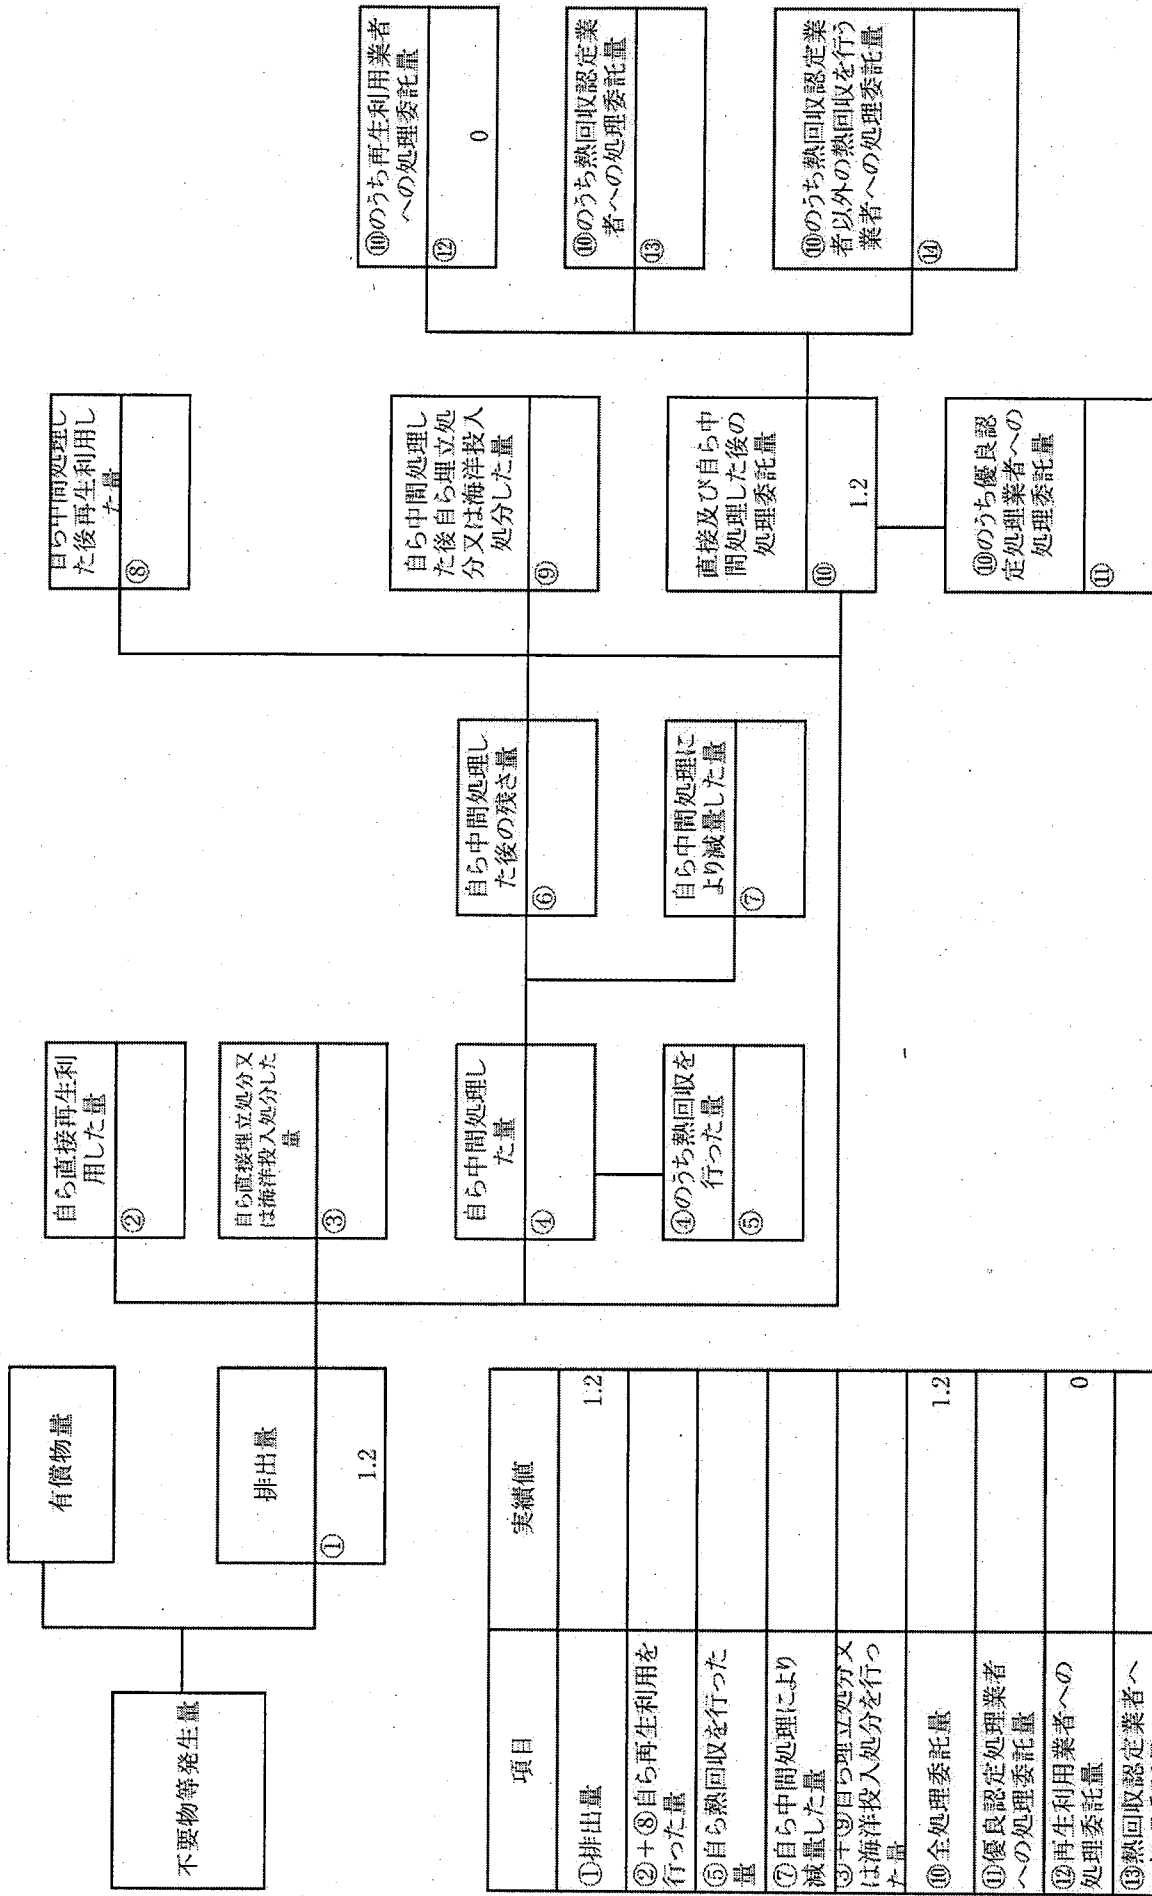 不要物等発生量
有償物量
排出量
①
1.2
自ら直接再生利
用した量
②
自ら直接埋立処分又
は海洋投入処分した
量
③
自ら中間処理し
た量
④
④のうち熱回収を
行った量
⑤
自ら中間処理し
た後の残さ量
⑥
自ら中間処理に
より減量した量
⑦
自ら中間処理し
た後再生利用し
た量
⑧
自ら中間処理し
た後自ら埋立処
分又は海洋投入
処分した量
⑨
直接及び自ら中
間処理した後の
処理委託量
⑩
1.2
⑩のうち優良認
定処理業者への
処理委託量
⑪
⑩のうち再生利用業者
への処理委託量
⑫
0
⑩のうち熱回収認定業
者への処理委託量
⑬
⑩のうち熱回収認定業
者以外の熱回収を行う
業者への処理委託量
⑭
項目
実績値
①排出量
1.2
②+⑧自ら再生利用を
行った量
⑤自ら熱回収を行った
量
⑦自ら中間処理により
減量した量
③+⑨自ら埋立処分又
は海洋投入処分を行っ
た量
⑩全処理委託量
1.2
⑪優良認定処理業者
への処理委託量
⑫再生利用業者への
処理委託量
0
⑬熱回収認定業者へ